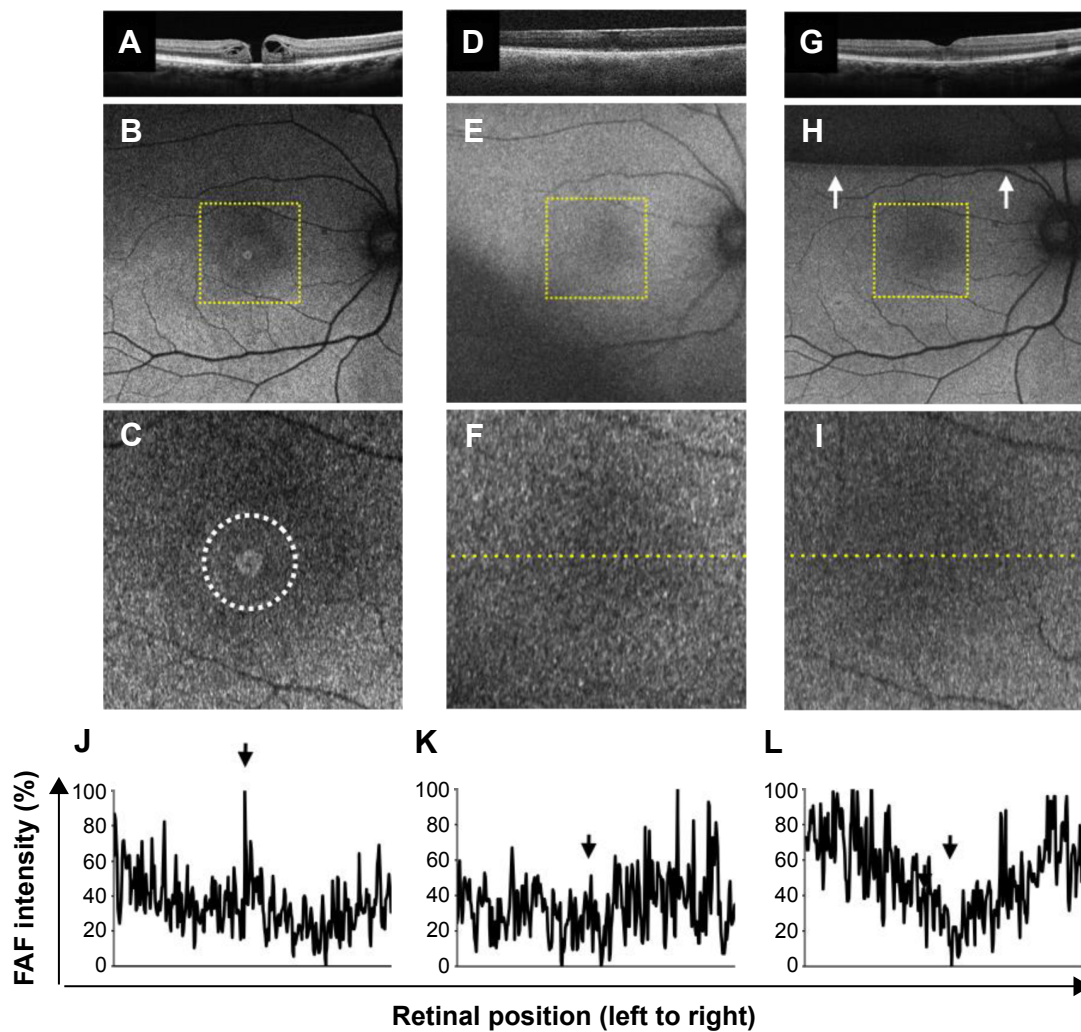 A D G
B E H
C F I
J K L
FAF intensity (%)
100 100 100
80 80 80
60 60 60
40 40 40
20 20 20
0 0 0
Retinal position (left to right)